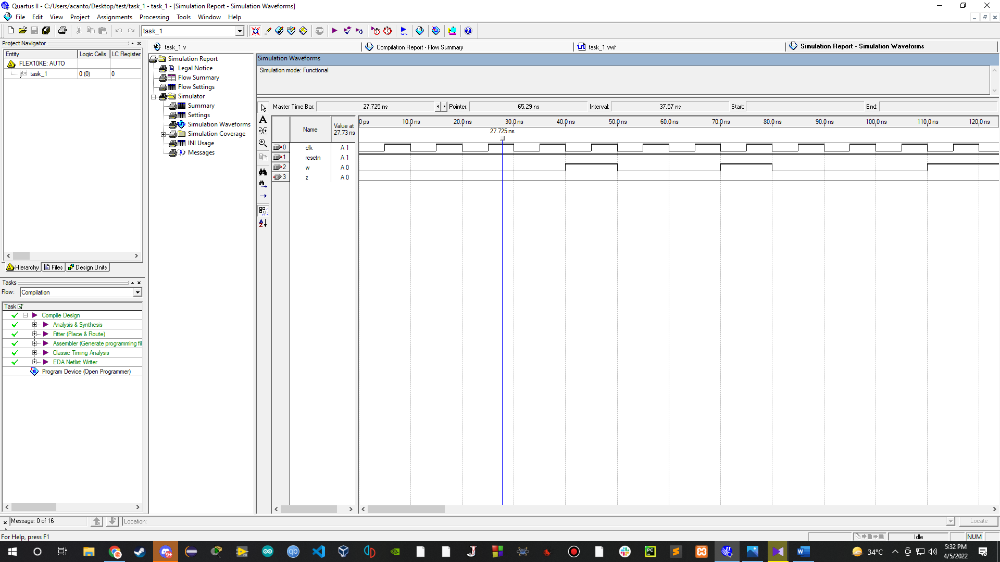 Quartus II - C:/Users/acanto/Desktop/test/task_1 - task_1 - [Simulation Report - Simulation Waveforms]
File Edit View Project Assignments Processing Tools Window Help
task_1
Project Navigator
Entity Logic Cells LC Register
FLEX10KE: AUTO
task_1 0 (0) 0
Hierarchy Files Design Units
Tasks
Flow: Compilation
Task
Compile Design
Analysis & Synthesis
Fitter (Place & Route)
Assembler (Generate programming fil
Classic Timing Analysis
EDA Netlist Writer
Program Device (Open Programmer)
task_1.v
Compilation Report - Flow Summary
task_1.vwf
Simulation Report - Simulation Waveforms
Simulation Report
Legal Notice
Flow Summary
Flow Settings
Simulator
Summary
Settings
Simulation Waveforms
Simulation Coverage
INI Usage
Messages
Simulation Waveforms
Simulation mode: Functional
Master Time Bar: 27.725 ns Pointer: 65.29 ns Interval: 37.57 ns Start: End:
Name Value at 27.73 ns
0 ps 10.0 ns 20.0 ns 30.0 ns 40.0 ns 50.0 ns 60.0 ns 70.0 ns 80.0 ns 90.0 ns 100.0 ns 110.0 ns 120.0 ns
27.725 ns
0 clk A 1
1 resetn A 1
2 w A 0
3 z A 0
Message: 0 of 16 Location: Locate
For Help, press F1 Idle NUM
34°C
5:32 PM
4/5/2022